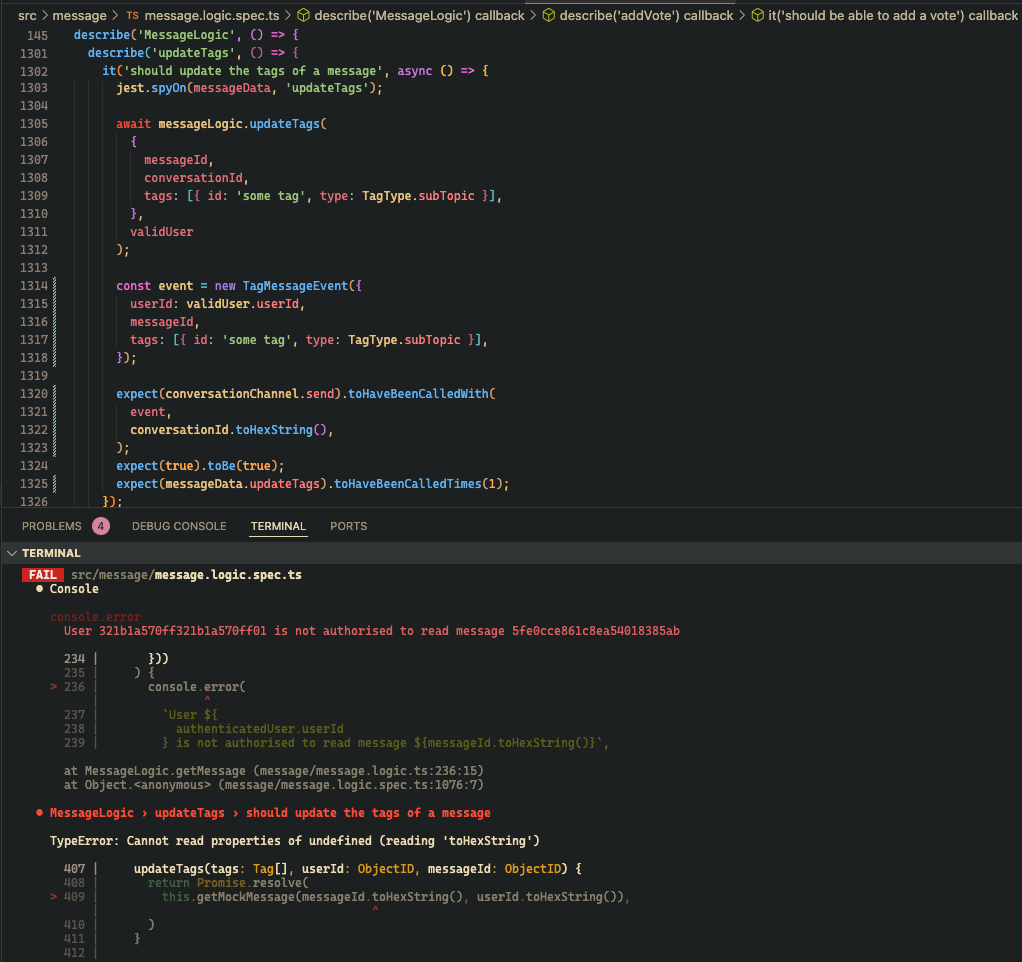 src > message > TS message.logic.spec.ts > describe('MessageLogic') callback > describe('addVote') callback > it('should be able to add a vote') callback
145 describe('MessageLogic', () => {
1301 describe('updateTags', () => {
1302 it('should update the tags of a message', async () => {
1303 jest.spyOn(messageData, 'updateTags');
1304
1305 await messageLogic.updateTags(
1306 {
1307 messageId,
1308 conversationId,
1309 tags: [{ id: 'some tag', type: TagType.subTopic }],
1310 },
1311 validUser
1312 );
1313
1314 const event = new TagMessageEvent({
1315 userId: validUser.userId,
1316 messageId,
1317 tags: [{ id: 'some tag', type: TagType.subTopic }],
1318 });
1319
1320 expect(conversationChannel.send).toHaveBeenCalledWith(
1321 event,
1322 conversationId.toHexString(),
1323 );
1324 expect(true).toBe(true);
1325 expect(messageData.updateTags).toHaveBeenCalledTimes(1);
1326 });
PROBLEMS 4 DEBUG CONSOLE TERMINAL PORTS
TERMINAL
FAIL src/message/message.logic.spec.ts
● Console
console.error
User 321b1a570ff321b1a570ff01 is not authorised to read message 5fe0cce861c8ea54018385ab
234 | }))
235 | ) {
> 236 | console.error(
| ^
237 | `User ${
238 | authenticatedUser.userId
239 | } is not authorised to read message ${messageId.toHexString()}`,
at MessageLogic.getMessage (message/message.logic.ts:236:15)
at Object.<anonymous> (message/message.logic.spec.ts:1076:7)
● MessageLogic › updateTags › should update the tags of a message
TypeError: Cannot read properties of undefined (reading 'toHexString')
407 | updateTags(tags: Tag[], userId: ObjectID, messageId: ObjectID) {
408 | return Promise.resolve(
> 409 | this.getMockMessage(messageId.toHexString(), userId.toHexString()),
| ^
410 | )
411 | }
412 |